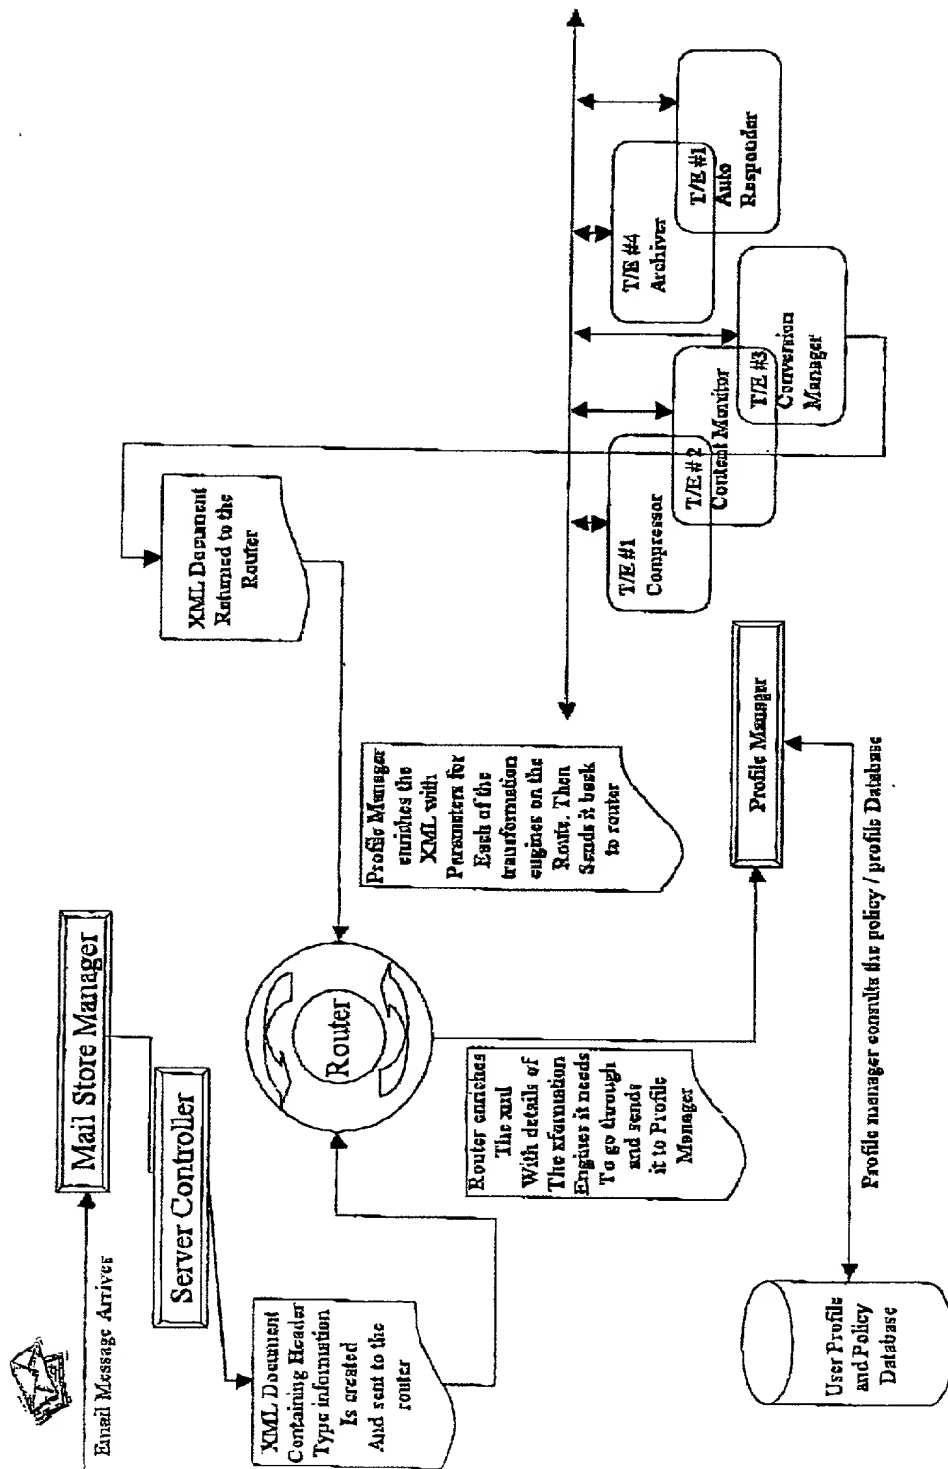 Email Message Arrives
Mail Store Manager
Server Controller
XML Document
Containing Header
Type information
Is created
And sent to the
router
Router
Router enriches
The xml
With details of
The xformation
Engines it needs
To go through
and sends
it to Profile
Manager
Profile Manager
enriches the
XML with
Parameters for
Each of the
transformation
engines on the
Route. Then
Sends it back
to router
XML Document
Returned to the
Router
User Profile
and Policy
Database
Profile manager consults the policy / profile Database
Profile Manager
T/E #1
Compressor
T/E # 2
Content Monitor
T/E #3
Conversion
Manager
T/E #4
Archiver
T/E #1
Auto
Responder